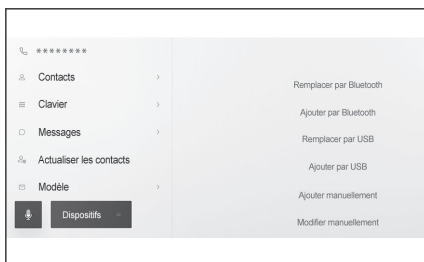 ********
Contacts
Clavier
Messages
Actualiser les contacts
Modèle
Dispositifs
Remplacer par Bluetooth
Ajouter par Bluetooth
Remplacer par USB
Ajouter par USB
Ajouter manuellement
Modifier manuellement